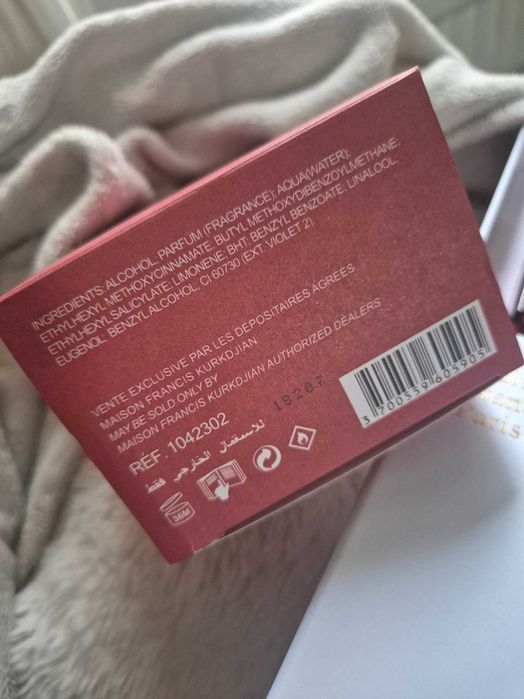 INGREDIENTS: ALCOHOL, PARFUM (FRAGRANCE), AQUA(WATER);
ETHYLHEXYL METHOXYCINNAMATE. BUTYL METHOXYDIBENZOYLMETHANE.
ETHYLHEXYL SALICYLATE, LIMONENE; BHT; BENZYL BENZOATE. LINALOOL.
EUGENOL. BENZYL ALCOHOL. CI 60730 (EXT. VIOLET 2)
VENTE EXCLUSIVE PAR LES DEPOSITAIRES AGREES
MAISON FRANCIS KURKDJIAN
MAY BE SOLD ONLY BY
MAISON FRANCIS KURKDJIAN AUTHORIZED DEALERS
18207
REF - 1042302
للاستعمال الخارجي فقط
36M
3 700559 605905
Paris